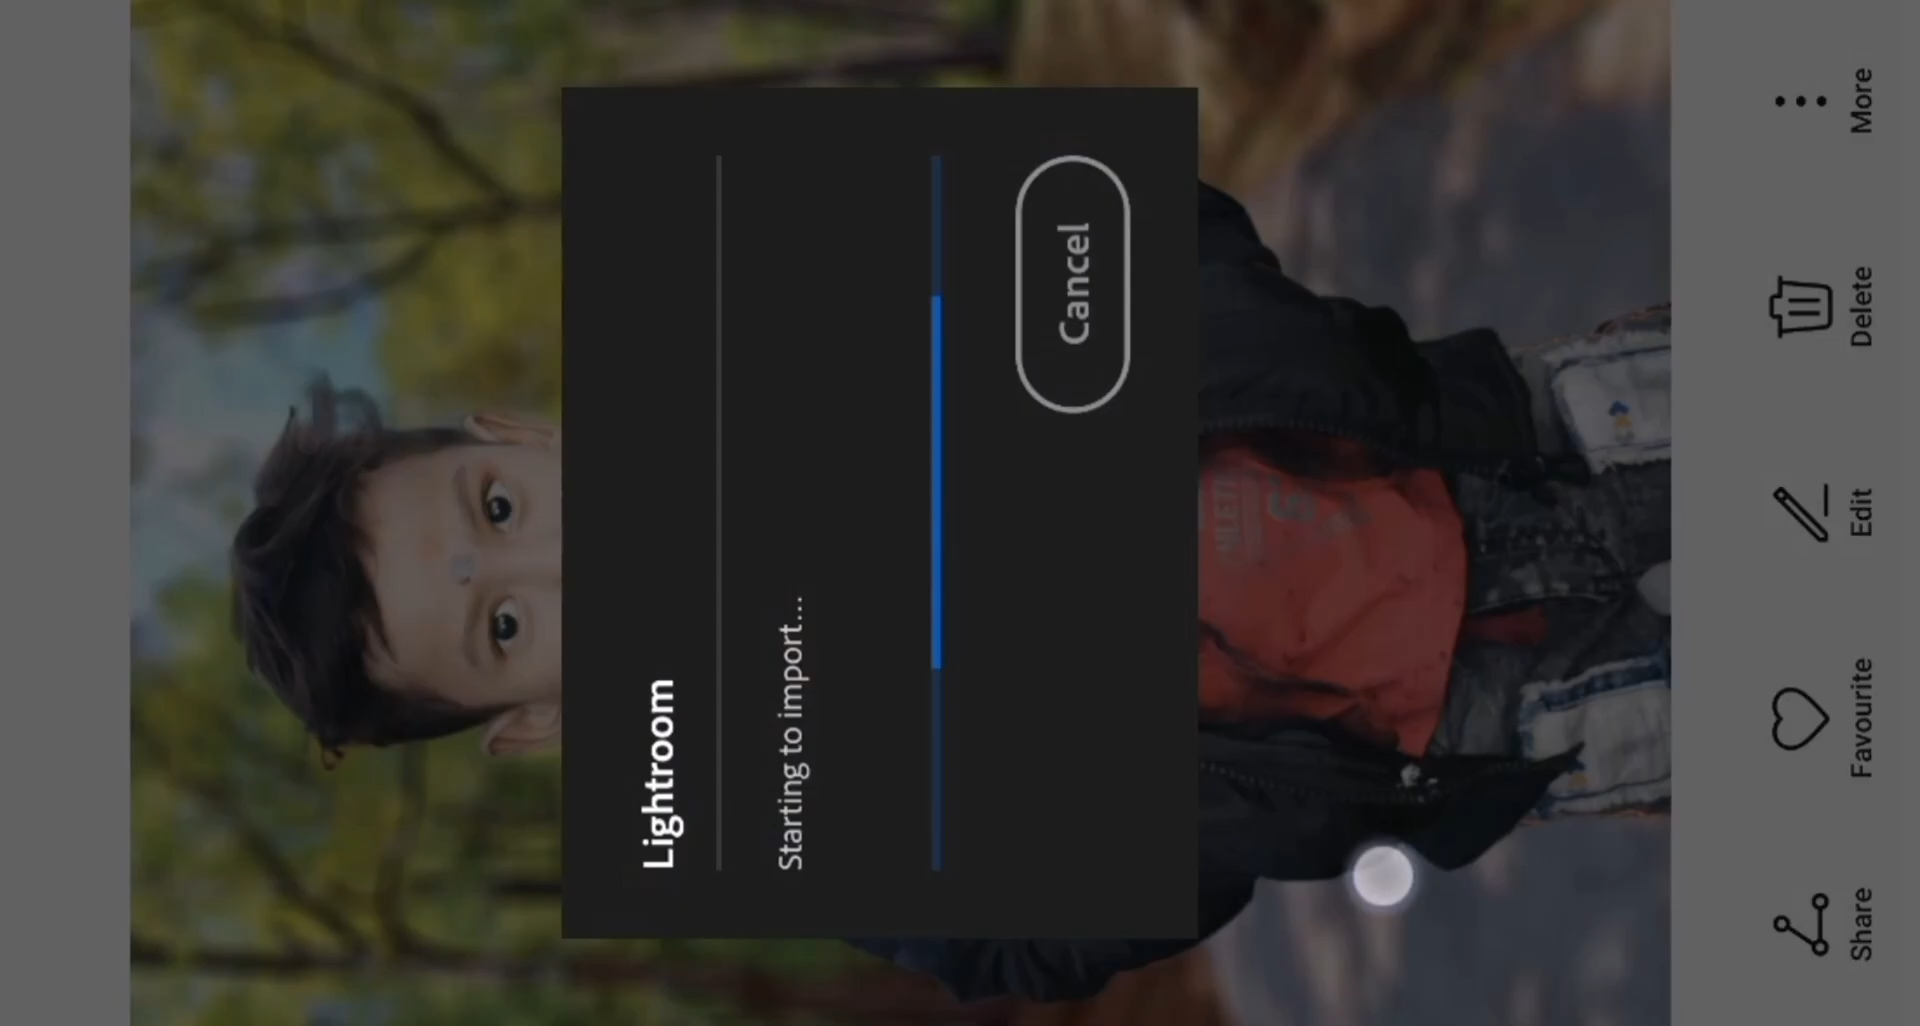 Lightroom
Starting to import...
Cancel
Share
Favourite
Edit
Delete
More